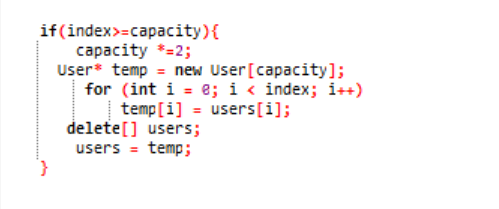 if(index>=capacity){
capacity *=2;
User* temp = new User[capacity];
for (int i = 0; i < index; i++)
temp[i] = users[i];
delete[] users;
users = temp;
}